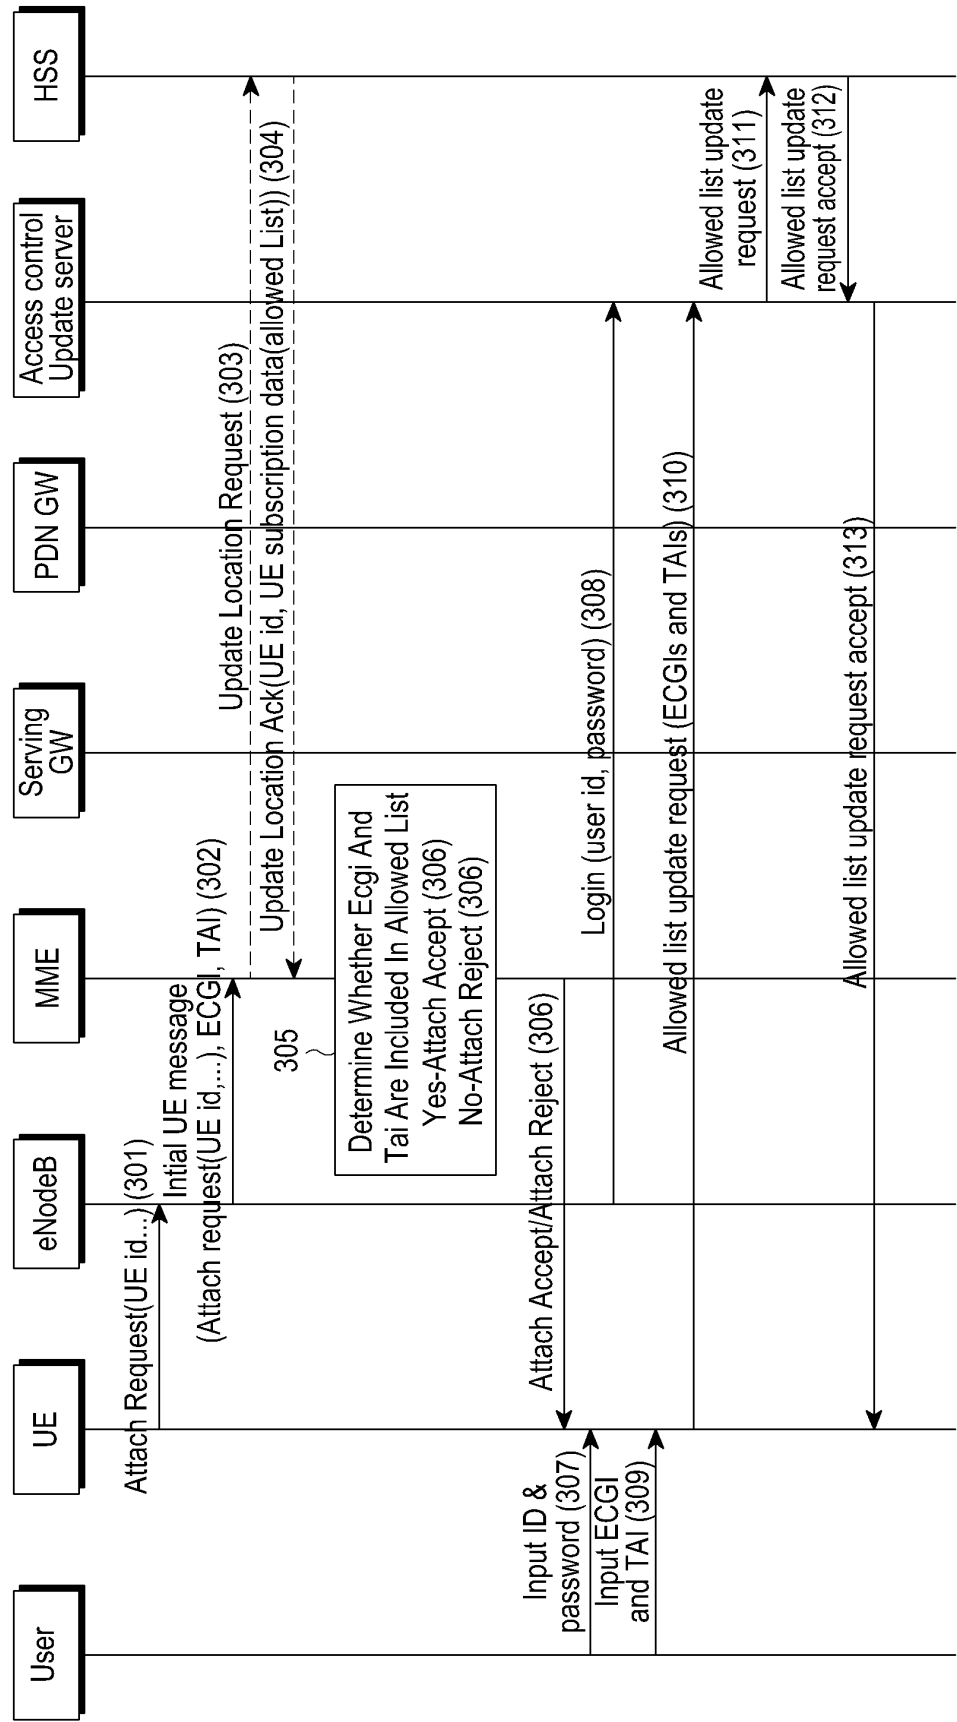 User
UE
eNodeB
MME
Serving
GW
PDN GW
Access control
Update server
HSS
Attach Request(UE id...) (301)
Intial UE message
(Attach request(UE id,...), ECGI, TAI) (302)
Update Location Request (303)
Update Location Ack(UE id, UE subscription data(allowed List)) (304)
305
Determine Whether Ecgi And
Tai Are Included In Allowed List
Yes-Attach Accept (306)
No-Attach Reject (306)
Attach Accept/Attach Reject (306)
Input ID &
password (307)
Login (user id, password) (308)
Input ECGI
and TAI (309)
Allowed list update request (ECGIs and TAIs) (310)
Allowed list update
request (311)
Allowed list update
request accept (312)
Allowed list update request accept (313)